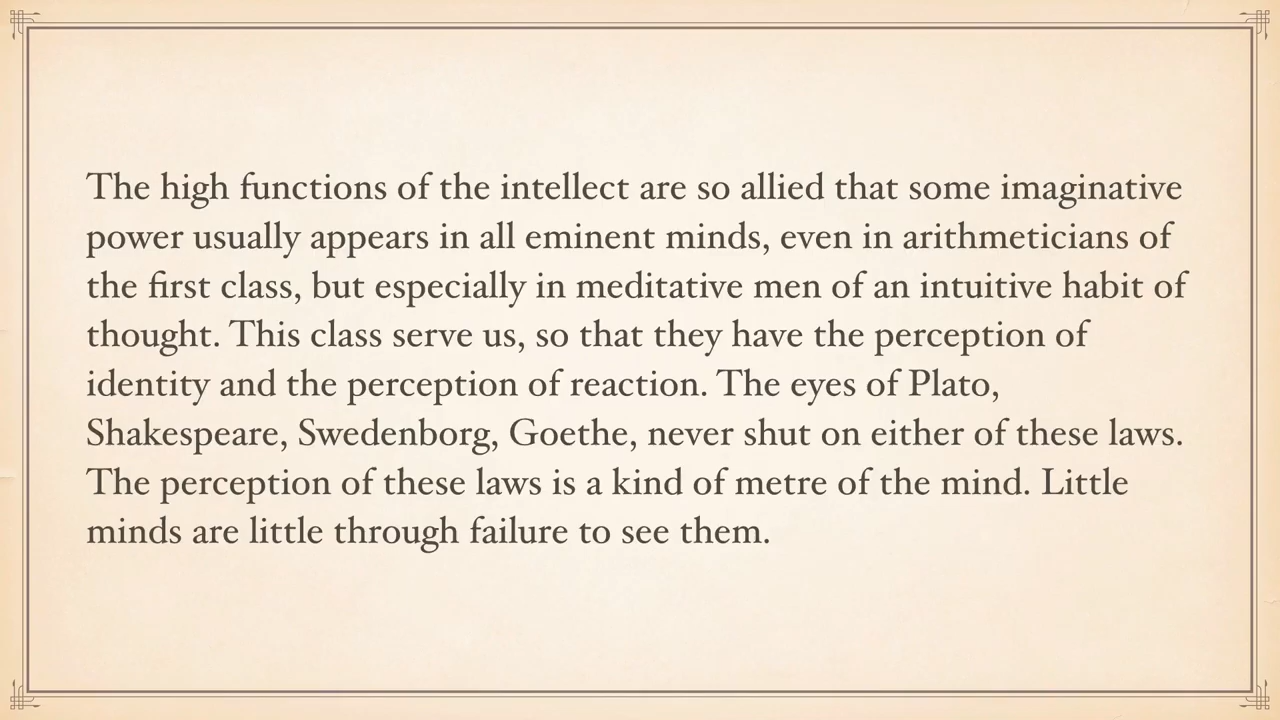 The high functions of the intellect are so allied that some imaginative
power usually appears in all eminent minds, even in arithmeticians of
the first class, but especially in meditative men of an intuitive habit of
thought. This class serve us, so that they have the perception of
identity and the perception of reaction. The eyes of Plato,
Shakespeare, Swedenborg, Goethe, never shut on either of these laws.
The perception of these laws is a kind of metre of the mind. Little
minds are little through failure to see them.